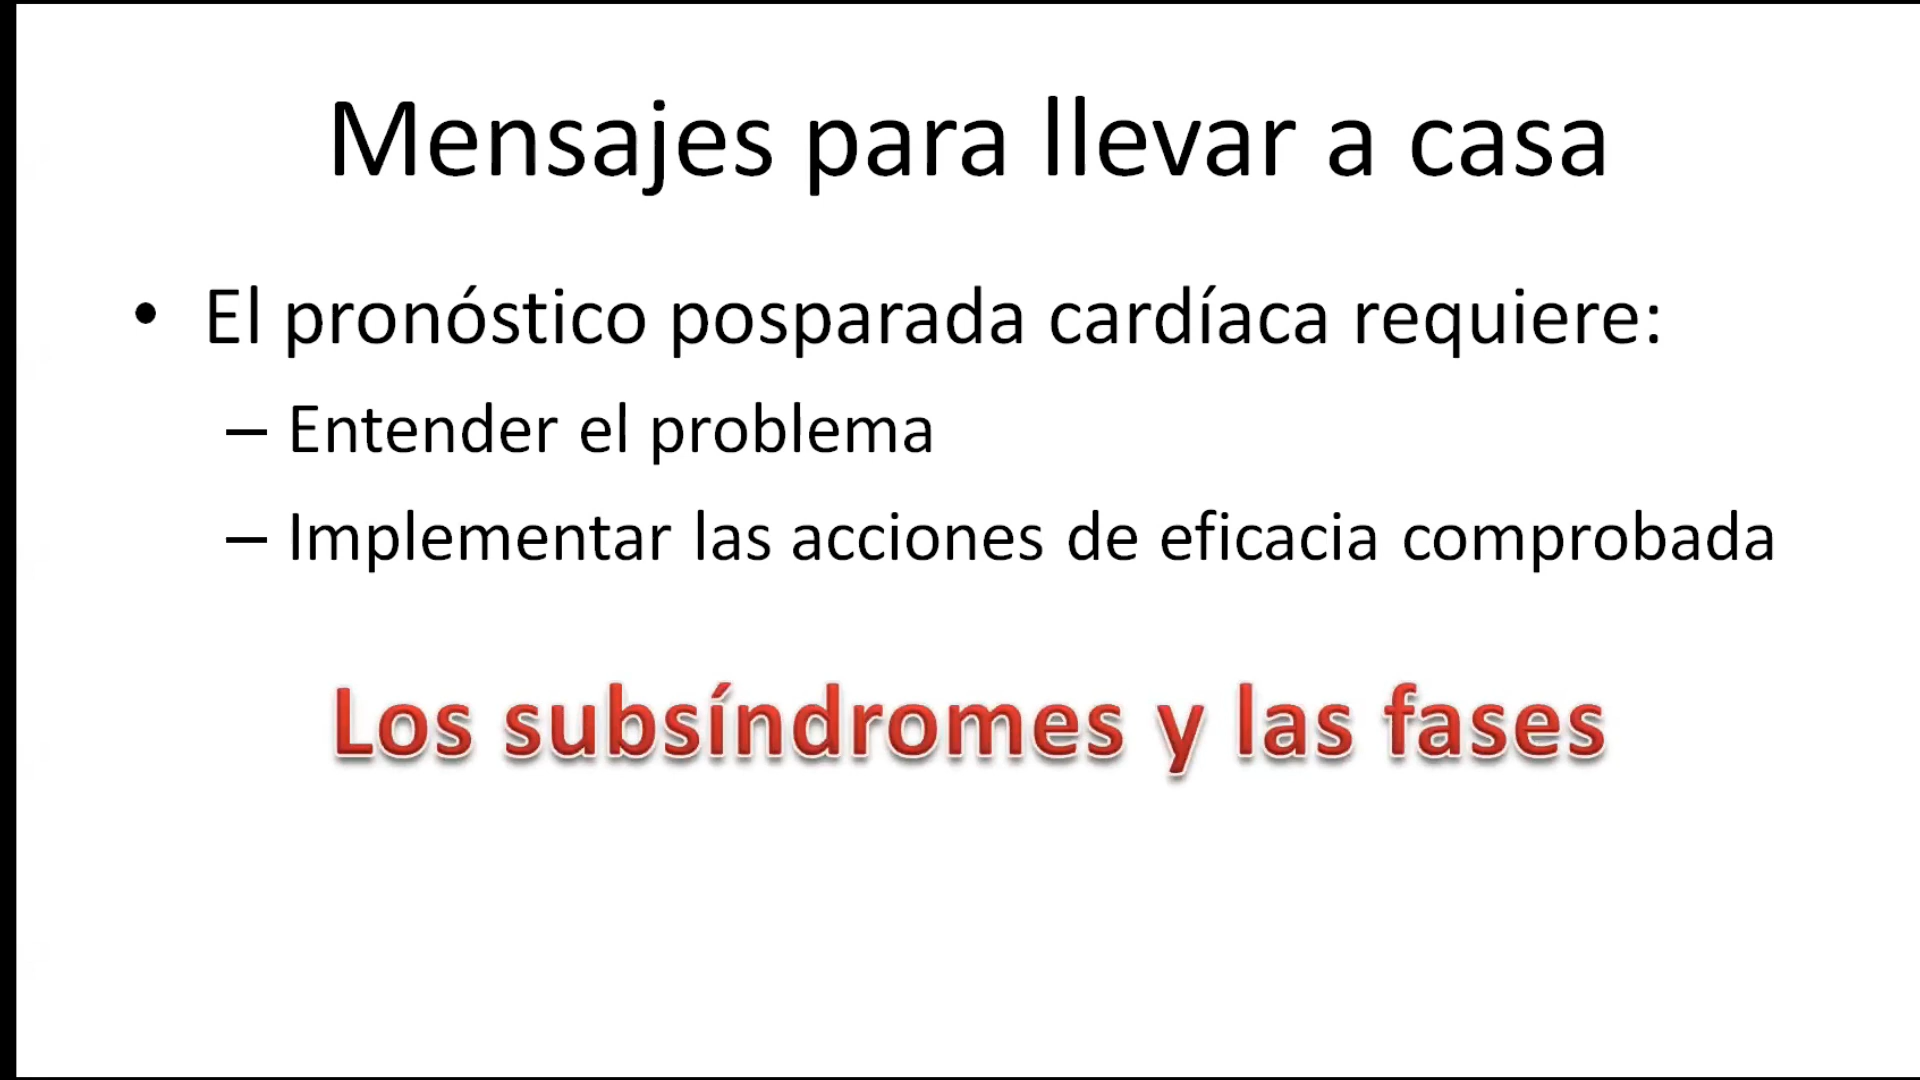 Mensajes para llevar a casa
• El pronóstico posparada cardíaca requiere:
– Entender el problema
– Implementar las acciones de eficacia comprobada
Los subsíndromes y las fases